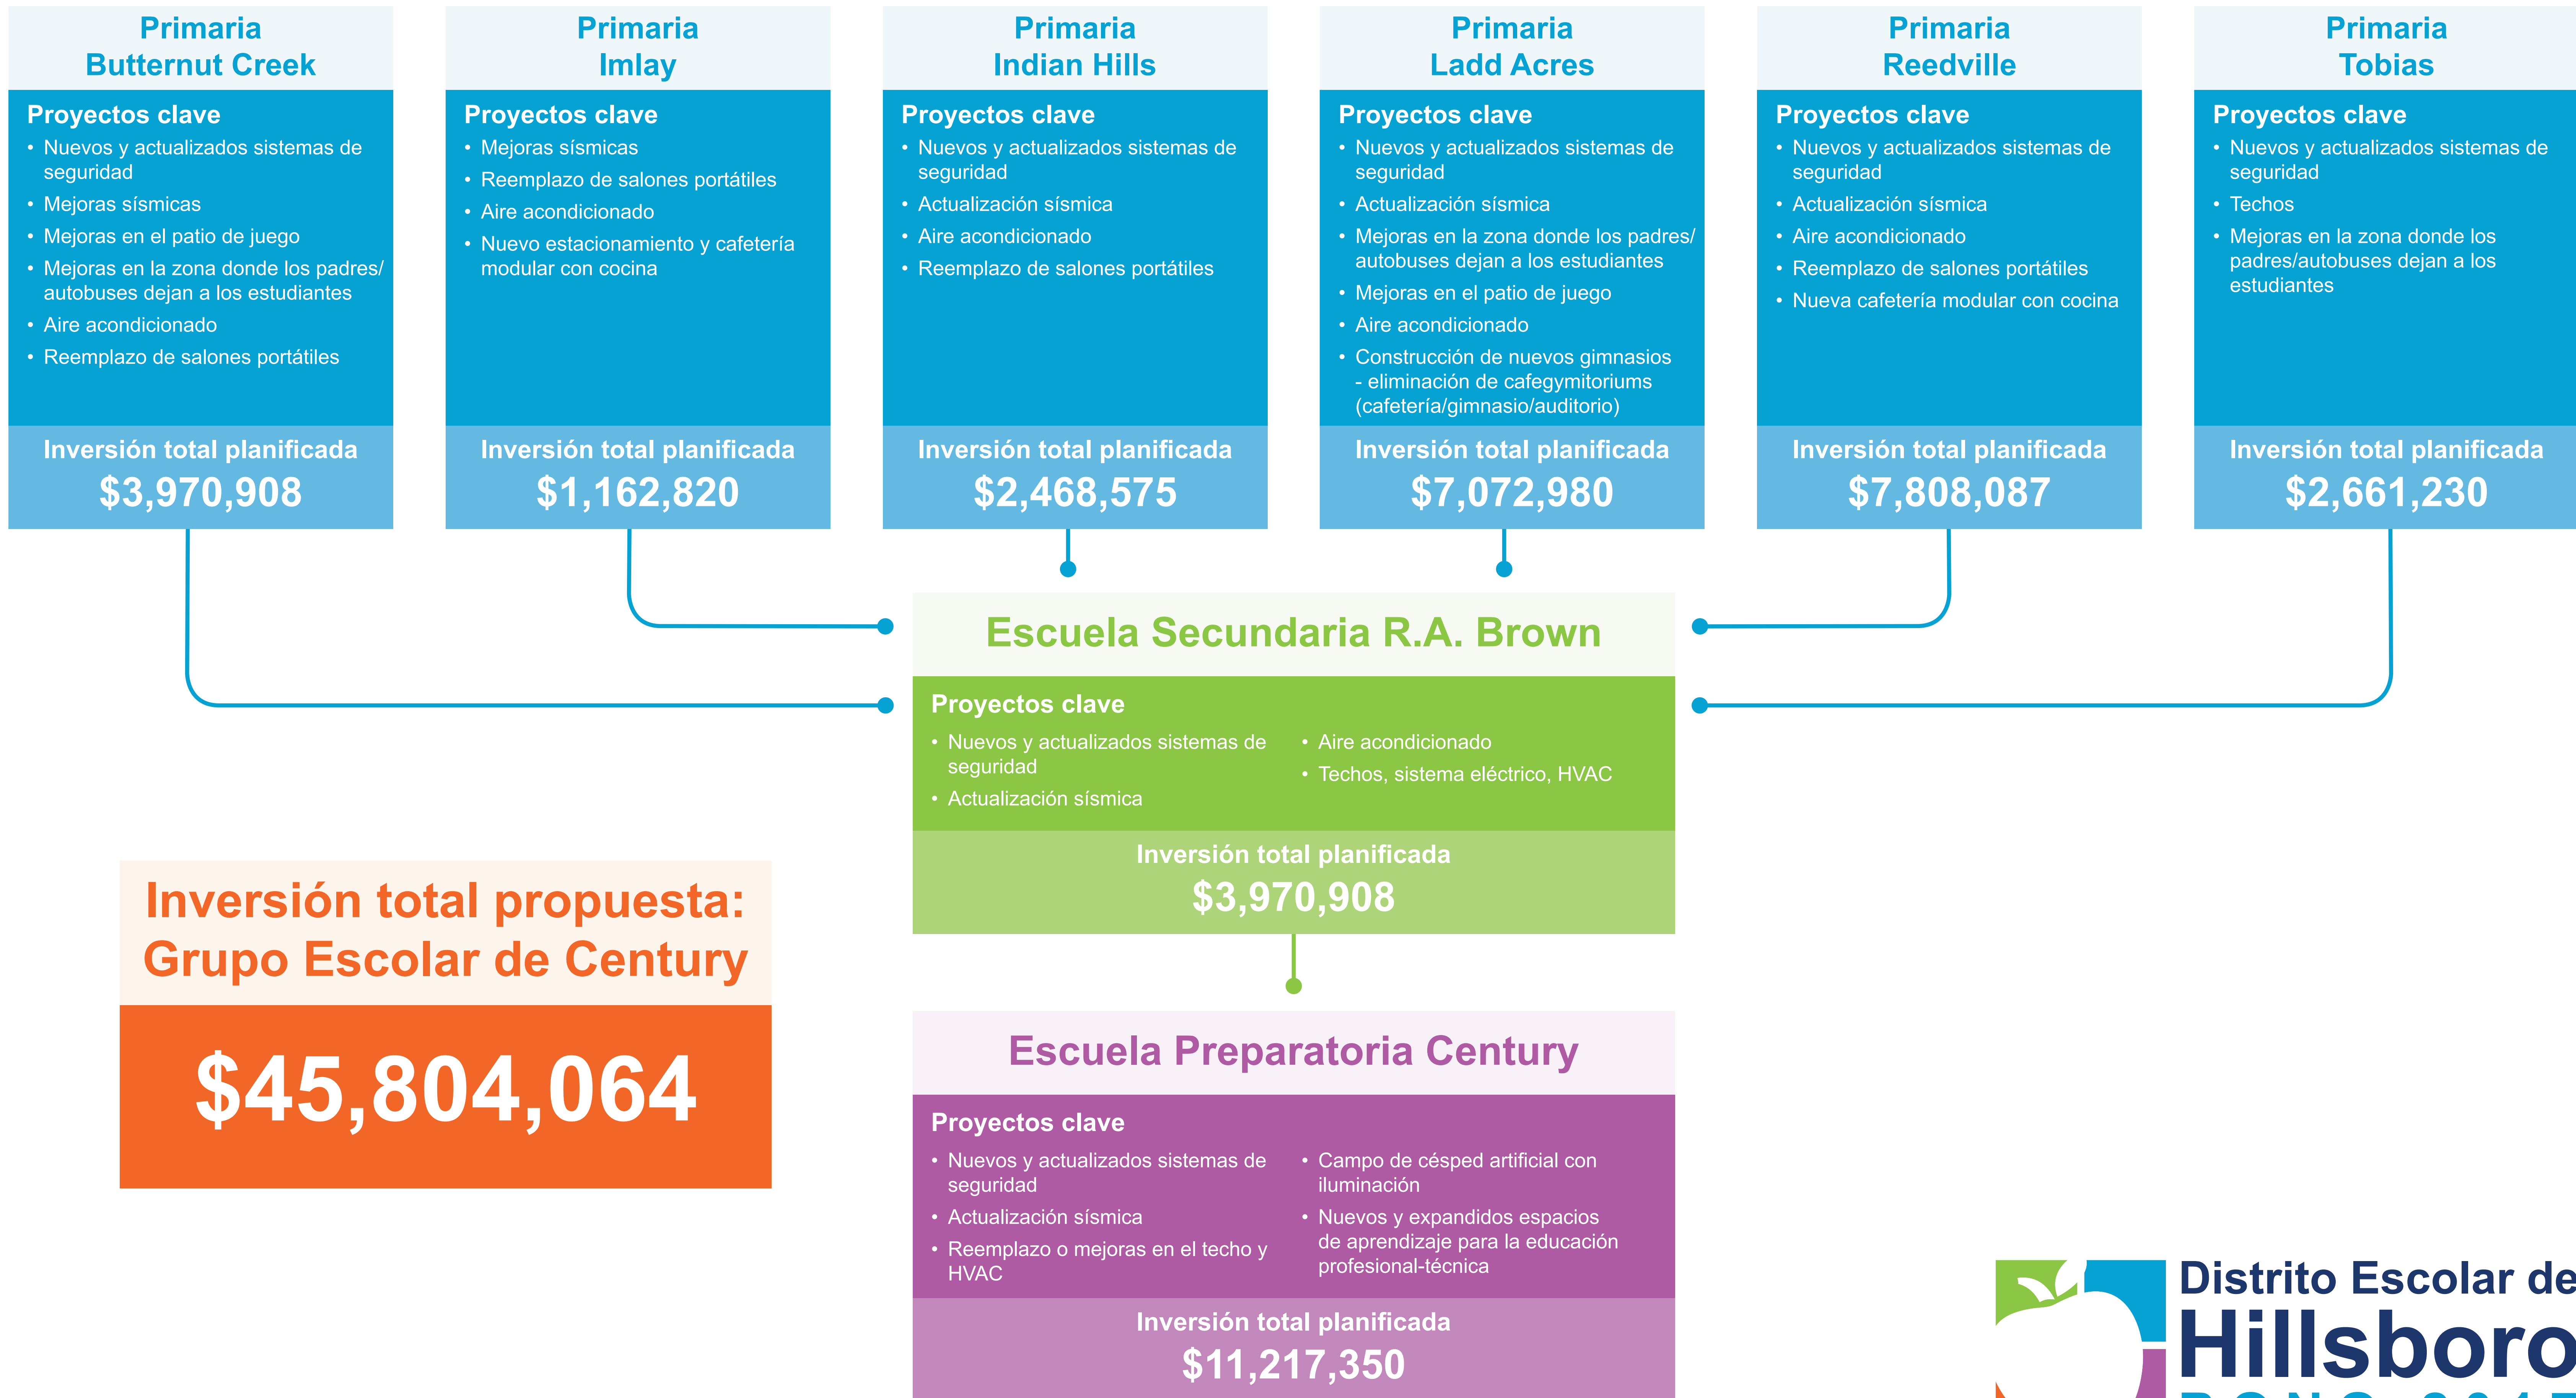 Primaria
Butternut Creek
Proyectos clave
• Nuevos y actualizados sistemas de
seguridad
• Mejoras sísmicas
• Mejoras en el patio de juego
• Mejoras en la zona donde los padres/
autobuses dejan a los estudiantes
• Aire acondicionado
• Reemplazo de salones portátiles
Inversión total planificada
$3,970,908
Primaria
Imlay
Proyectos clave
• Mejoras sísmicas
• Reemplazo de salones portátiles
• Aire acondicionado
• Nuevo estacionamiento y cafetería
modular con cocina
Inversión total planificada
$1,162,820
Primaria
Indian Hills
Proyectos clave
• Nuevos y actualizados sistemas de
seguridad
• Actualización sísmica
• Aire acondicionado
• Reemplazo de salones portátiles
Inversión total planificada
$2,468,575
Primaria
Ladd Acres
Proyectos clave
• Nuevos y actualizados sistemas de
seguridad
• Actualización sísmica
• Mejoras en la zona donde los padres/
autobuses dejan a los estudiantes
• Mejoras en el patio de juego
• Aire acondicionado
• Construcción de nuevos gimnasios
- eliminación de cafegymitoriums
(cafetería/gimnasio/auditorio)
Inversión total planificada
$7,072,980
Primaria
Reedville
Proyectos clave
• Nuevos y actualizados sistemas de
seguridad
• Actualización sísmica
• Aire acondicionado
• Reemplazo de salones portátiles
• Nueva cafetería modular con cocina
Inversión total planificada
$7,808,087
Primaria
Tobias
Proyectos clave
• Nuevos y actualizados sistemas de
seguridad
• Techos
• Mejoras en la zona donde los
padres/autobuses dejan a los
estudiantes
Inversión total planificada
$2,661,230
Escuela Secundaria R.A. Brown
Proyectos clave
• Nuevos y actualizados sistemas de
seguridad
• Actualización sísmica
• Aire acondicionado
• Techos, sistema eléctrico, HVAC
Inversión total planificada
$3,970,908
Inversión total propuesta:
Grupo Escolar de Century
$45,804,064
Escuela Preparatoria Century
Proyectos clave
• Nuevos y actualizados sistemas de
seguridad
• Actualización sísmica
• Reemplazo o mejoras en el techo y
HVAC
• Campo de césped artificial con
iluminación
• Nuevos y expandidos espacios
de aprendizaje para la educación
profesional-técnica
Inversión total planificada
$11,217,350
Distrito Escolar de
Hillsboro